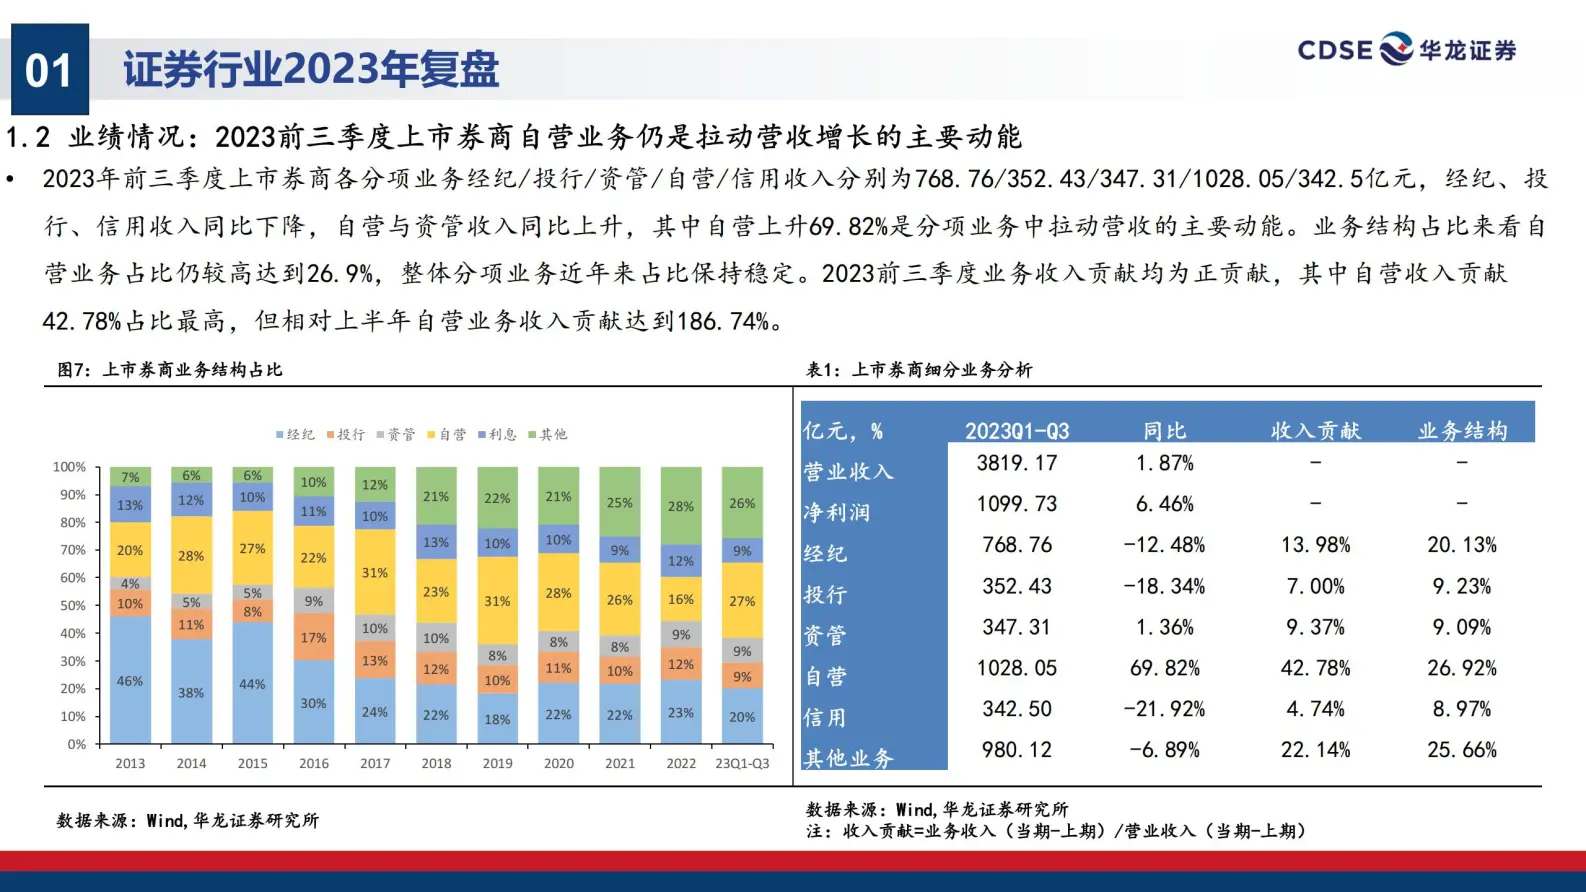 01
证券行业2023年复盘
CDSE 华龙证券
1.2 业绩情况：2023前三季度上市券商自营业务仍是拉动营收增长的主要动能
• 2023年前三季度上市券商各分项业务经纪/投行/资管/自营/信用收入分别为768.76/352.43/347.31/1028.05/342.5亿元，经纪、投
行、信用收入同比下降，自营与资管收入同比上升，其中自营上升69.82%是分项业务中拉动营收的主要动能。业务结构占比来看自
营业务占比仍较高达到26.9%，整体分项业务近年来占比保持稳定。2023前三季度业务收入贡献均为正贡献，其中自营收入贡献
42.78%占比最高，但相对上半年自营业务收入贡献达到186.74%。
图7：上市券商业务结构占比
经纪 投行 资管 自营 利息 其他
100%
90%
80%
70%
60%
50%
40%
30%
20%
10%
0%
7% 6% 6% 10% 12% 21% 22% 21% 25% 28% 26%
13% 12% 10% 11% 10% 13% 10% 10% 9% 12% 9%
20% 28% 27% 22% 31% 23% 31% 28% 26% 16% 27%
4% 5% 5% 9% 10% 10% 8% 8% 8% 9% 9%
10% 11% 8% 17% 13% 12% 10% 11% 10% 12% 9%
46% 38% 44% 30% 24% 22% 18% 22% 22% 23% 20%
2013 2014 2015 2016 2017 2018 2019 2020 2021 2022 23Q1-Q3
数据来源：Wind,华龙证券研究所
表1：上市券商细分业务分析
亿元，% 2023Q1-Q3 同比 收入贡献 业务结构
营业收入 3819.17 1.87% - -
净利润 1099.73 6.46% - -
经纪 768.76 -12.48% 13.98% 20.13%
投行 352.43 -18.34% 7.00% 9.23%
资管 347.31 1.36% 9.37% 9.09%
自营 1028.05 69.82% 42.78% 26.92%
信用 342.50 -21.92% 4.74% 8.97%
其他业务 980.12 -6.89% 22.14% 25.66%
数据来源：Wind,华龙证券研究所
注：收入贡献=业务收入（当期-上期）/营业收入（当期-上期）